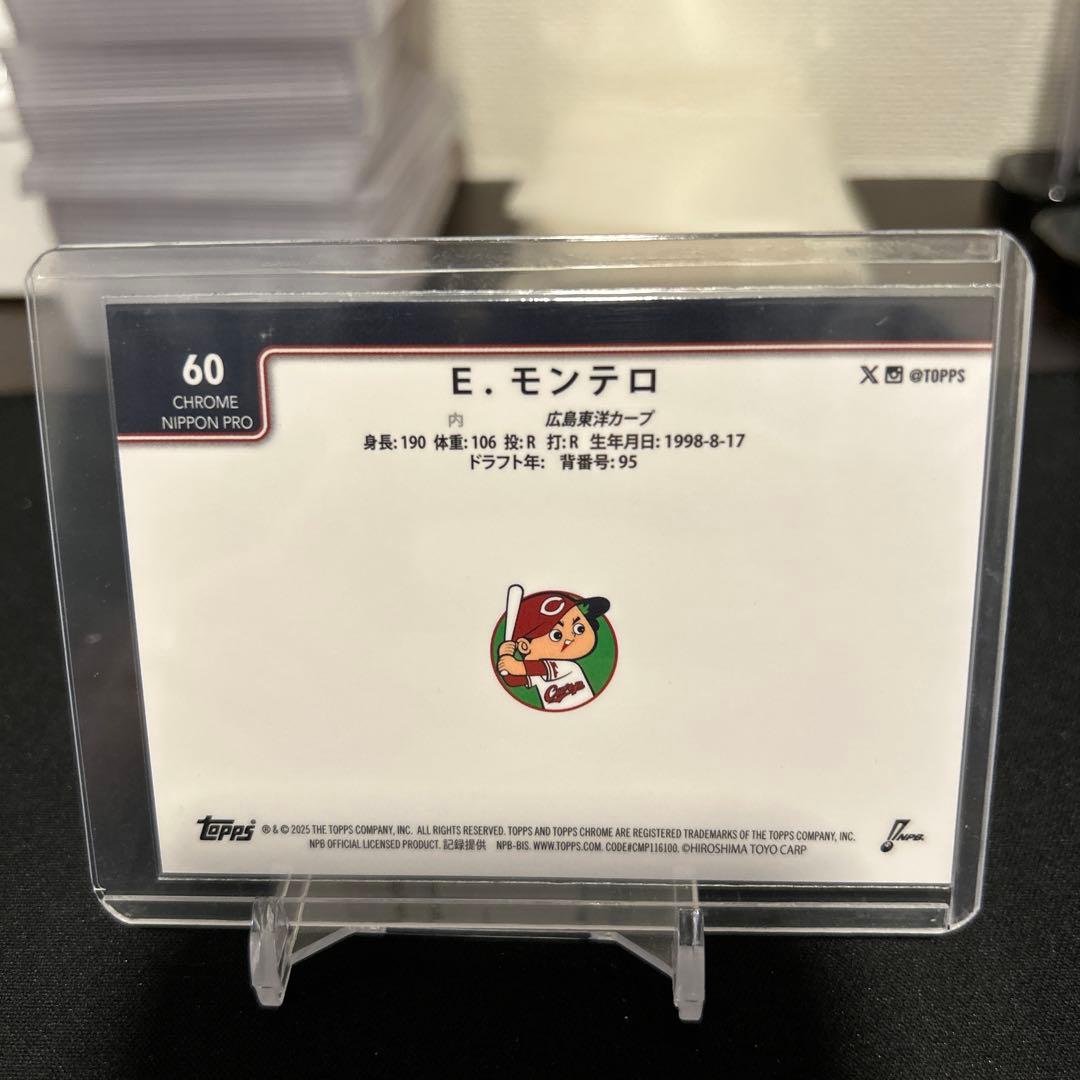 60
CHROME
NIPPON PRO
E. モンテロ
@TOPPS
内 広島東洋カープ
身長: 190 体重: 106 投: R 打: R 生年月日: 1998-8-17
ドラフト年: 背番号: 95
C
Carp
topps ® & © 2025 THE TOPPS COMPANY, INC. ALL RIGHTS RESERVED. TOPPS AND TOPPS CHROME ARE REGISTERED TRADEMARKS OF THE TOPPS COMPANY, INC.
NPB OFFICIAL LICENSED PRODUCT. 記録提供 NPB-BIS. WWW.TOPPS.COM. CODE#CMP116100. ©HIROSHIMA TOYO CARP
NPB